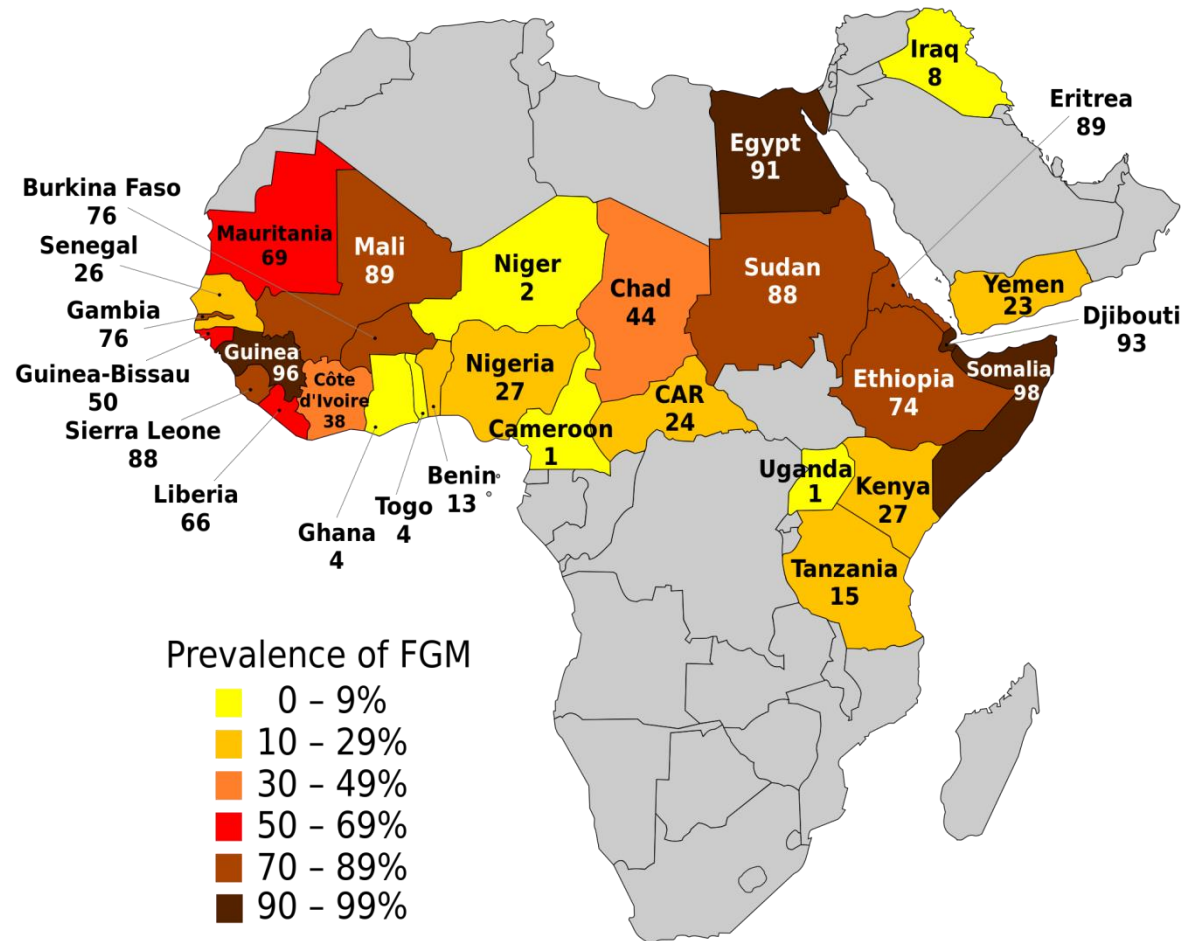 Iraq
8
Eritrea
89
Egypt
91
Burkina Faso
76
Mauritania
69
Mali
89
Senegal
26
Niger
2
Chad
44
Sudan
88
Yemen
23
Gambia
76
Djibouti
93
Guinea
96
Nigeria
27
Somalia
98
Guinea-Bissau
50
Côte
d'Ivoire
38
Ethiopia
74
CAR
24
Sierra Leone
88
Cameroon
1
Uganda
1
Kenya
27
Liberia
66
Benin
13
Togo
4
Ghana
4
Tanzania
15
Prevalence of FGM
0 – 9%
10 – 29%
30 – 49%
50 – 69%
70 – 89%
90 – 99%